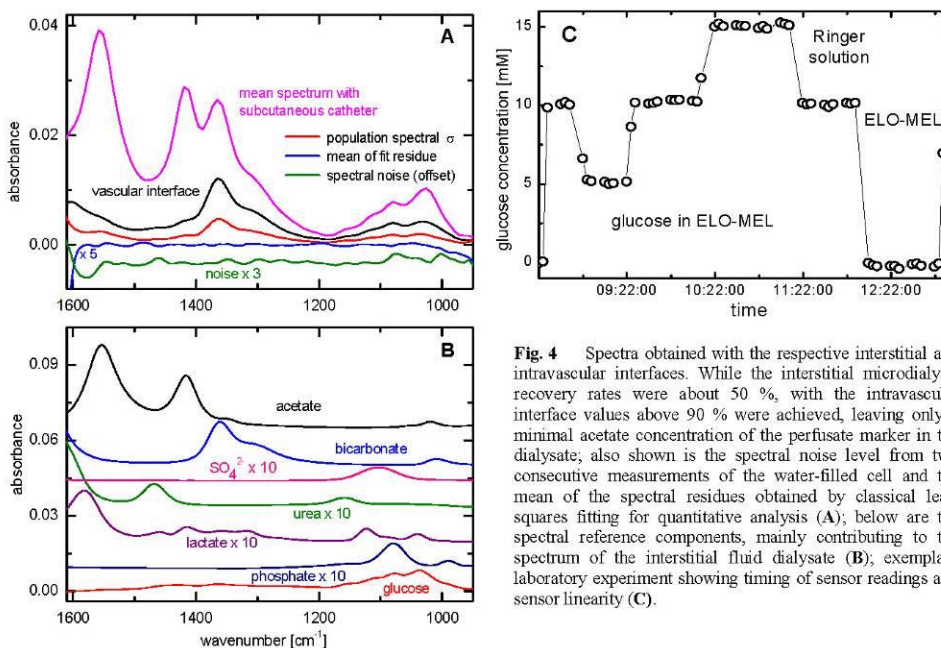 A
0.04
0.02
0.00
absorbance
mean spectrum with
subcutaneous catheter
population spectral σ
mean of fit residue
spectral noise (offset)
vascular interface
x 5
noise x 3
1600
1400
1200
1000
B
0.09
0.06
0.03
0.00
absorbance
acetate
bicarbonate
SO4 2- x 10
urea x 10
lactate x 10
phosphate x 10
glucose
1600
1400
1200
1000
wavenumber [cm-1]
C
15
10
5
0
glucose concentration [mM]
Ringer
solution
ELO-MEL
glucose in ELO-MEL
09:22:00
10:22:00
11:22:00
12:22:00
time
Fig. 4 Spectra obtained with the respective interstitial a
intravascular interfaces. While the interstitial microdialy
recovery rates were about 50 %, with the intravascu
interface values above 90 % were achieved, leaving only
minimal acetate concentration of the perfusate marker in t
dialysate; also shown is the spectral noise level from tw
consecutive measurements of the water-filled cell and t
mean of the spectral residues obtained by classical lea
squares fitting for quantitative analysis (A); below are t
spectral reference components, mainly contributing to t
spectrum of the interstitial fluid dialysate (B); exempla
laboratory experiment showing timing of sensor readings a
sensor linearity (C).